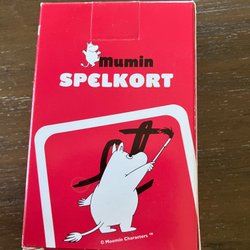 Mumin
SPELKORT
© Moomin Characters ™